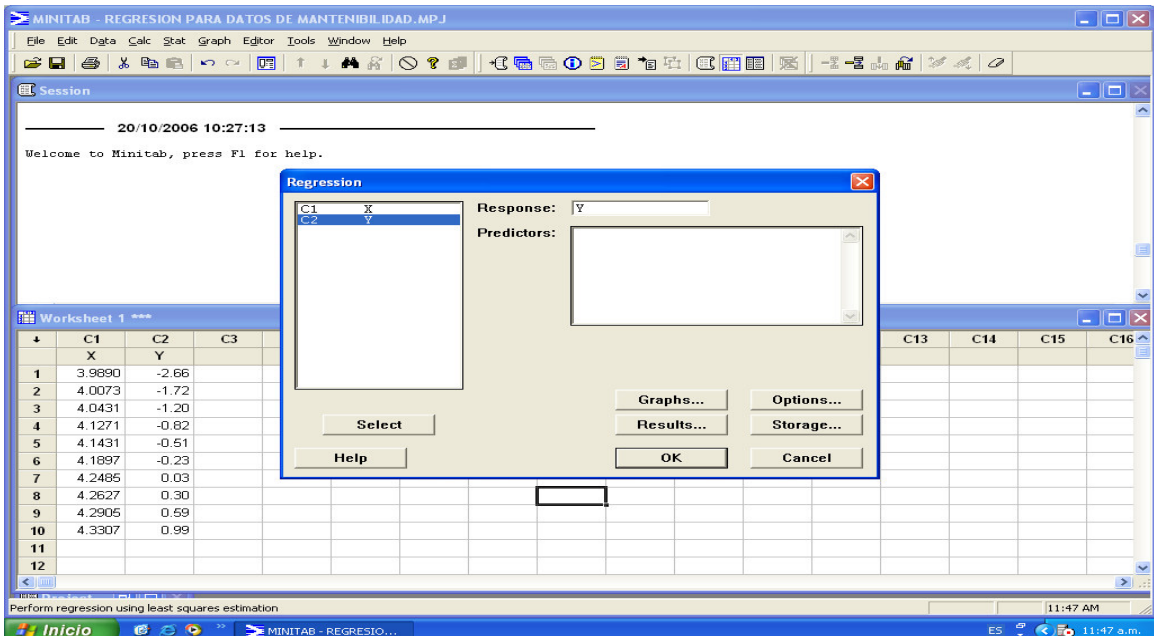 MINITAB - REGRESION PARA DATOS DE MANTENIBILIDAD.MPJ
File Edit Data Calc Stat Graph Editor Tools Window Help
Session
20/10/2006 10:27:13
Welcome to Minitab, press F1 for help.
Regression
C1 X
C2 Y
Response: Y
Predictors:
Graphs... Options...
Select Results... Storage...
Help OK Cancel
Worksheet 1 ***
C1 C2 C3 C13 C14 C15 C16
X Y
1 3.9890 -2.66
2 4.0073 -1.72
3 4.0431 -1.20
4 4.1271 -0.82
5 4.1431 -0.51
6 4.1897 -0.23
7 4.2485 0.03
8 4.2627 0.30
9 4.2905 0.59
10 4.3307 0.99
11
12
Perform regression using least squares estimation 11:47 AM
Inicio MINITAB - REGRESIO... ES 11:47 a.m.